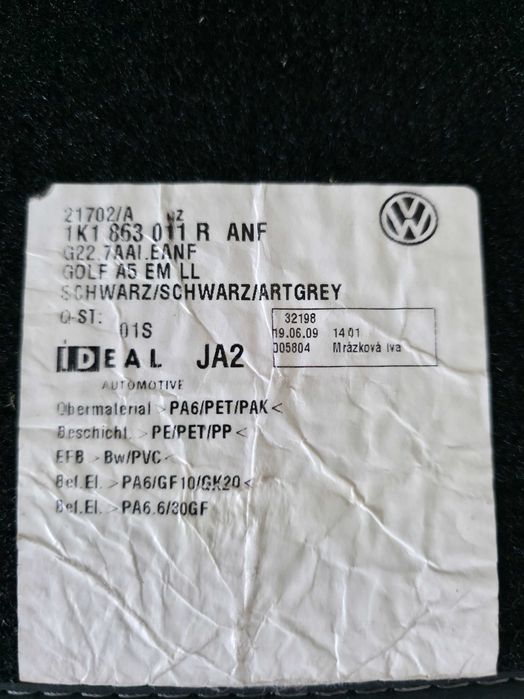 21702/A uz
1K1 863 011 R ANF
G22.7AAI.EANF
GOLF A5 EM LL
SCHWARZ/SCHWARZ/ARTGREY
Q-ST: 01S
32198
19.06.09 1401
005804 Mrázková Iva
IDEAL JA2
AUTOMOTIVE
Obermaterial >PA6/PET/PAK<
Beschicht. >PE/PET/PP<
EFB >Bw/PVC<
Bef.El. >PA6/GF10/GK20<
Bef.El. >PA6.6/30GF